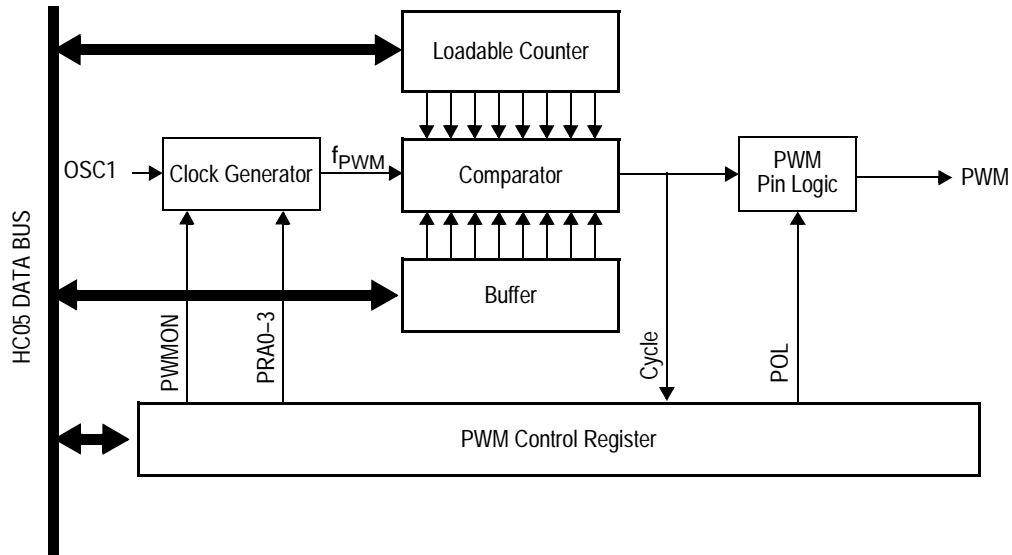 Loadable Counter
OSC1
Clock Generator
fPWM
Comparator
PWM
Pin Logic
PWM
HC05 DATA BUS
Buffer
PWMON
PRA0–3
Cycle
POL
PWM Control Register